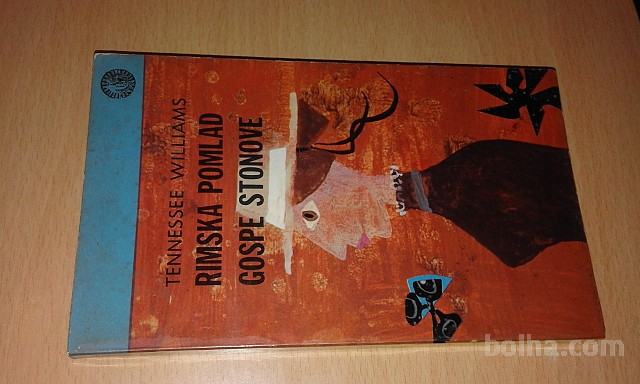 TENNESSEE WILLIAMS
RIMSKA POMLAD
GOSPE STONOVE
bolha.com